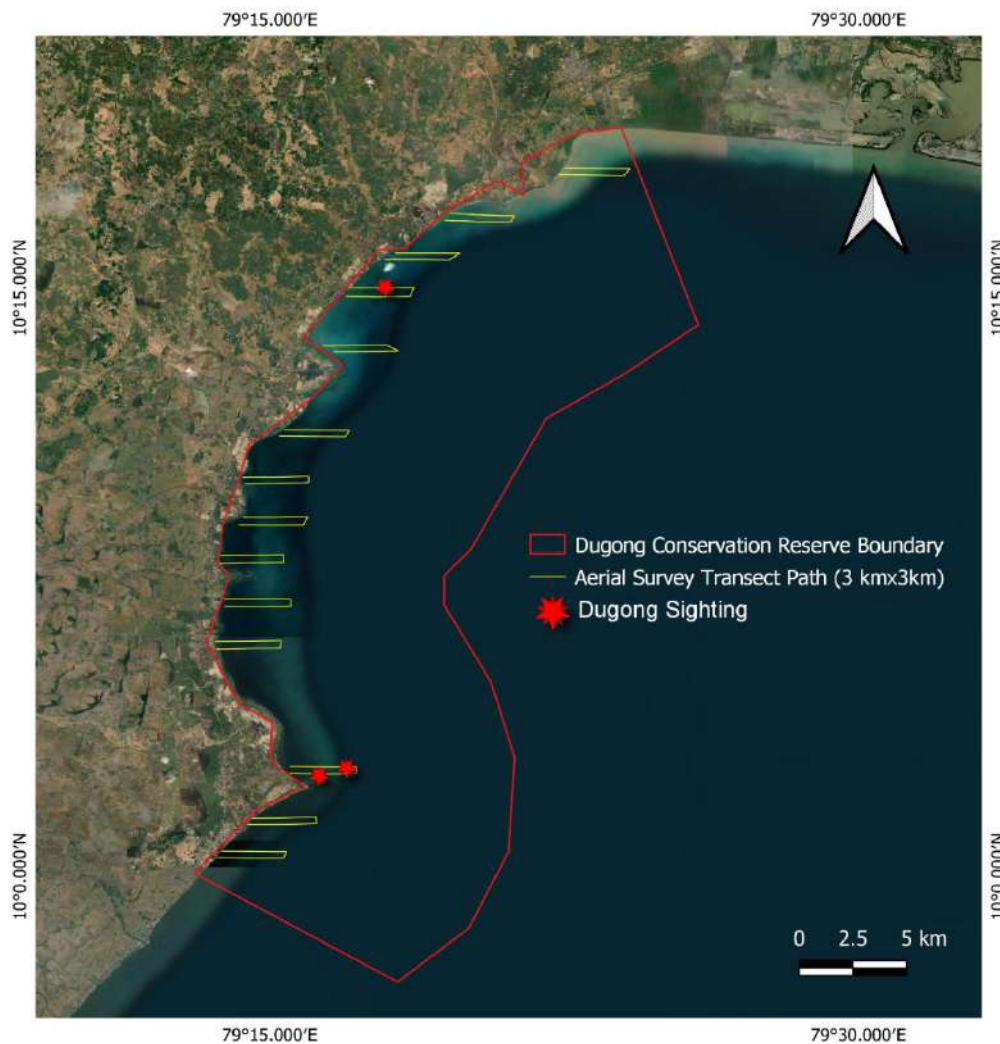 79°15.000′E 79°30.000′E
10°15.000′N 10°15.000′N
Dugong Conservation Reserve Boundary
Aerial Survey Transect Path (3 kmx3km)
Dugong Sighting
10°0.000′N 10°0.000′N
0 2.5 5 km
79°15.000′E 79°30.000′E